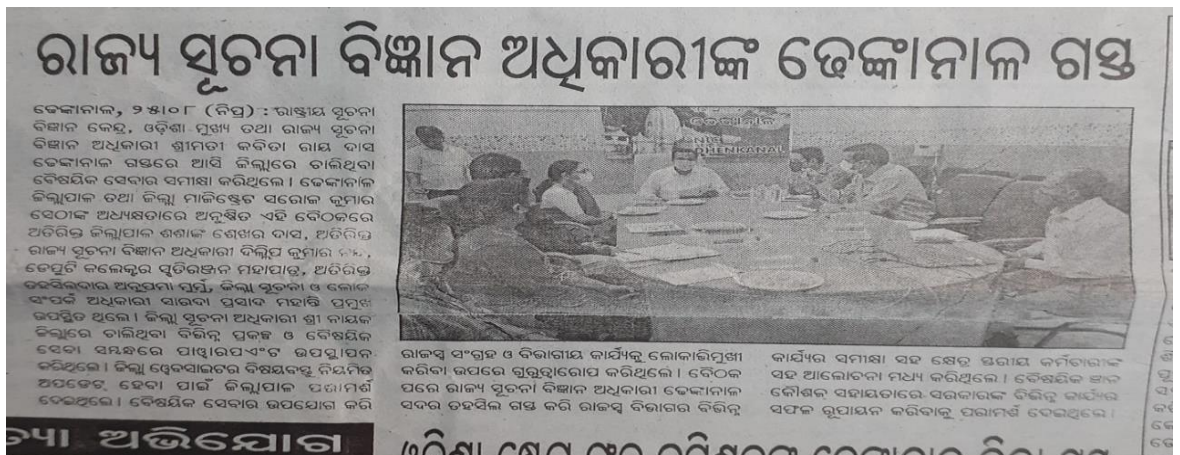 ରାଜ୍ୟ ସୂଚନା ବିଜ୍ଞାନ ଅଧିକାରୀଙ୍କ ଢେଙ୍କାନାଳ ଗସ୍ତ
ଢେଙ୍କାନାଳ, ୨୫।୦୮ (ନିପ୍ର) : ରାଷ୍ଟ୍ରୀୟ ସୂଚନା
ବିଜ୍ଞାନ କେନ୍ଦ୍ର, ଓଡ଼ିଶା ମୁଖ୍ୟ ତଥା ରାଜ୍ୟ ସୂଚନା
ବିଜ୍ଞାନ ଅଧିକାରୀ ଶ୍ରୀମତୀ କବିତା ରାୟ ଦାସ
ଢେଙ୍କାନାଳ ଗସ୍ତରେ ଆସି ଜିଲ୍ଲାରେ ଚାଲିଥିବା
ବୈଷୟିକ ସେବାର ସମୀକ୍ଷା କରିଥିଲେ । ଢେଙ୍କାନାଳ
ଜିଲ୍ଲାପାଳ ତଥା ଜିଲ୍ଲା ମାଜିଷ୍ଟ୍ରେଟ ସରୋଜ କୁମାର
ସେଠୀଙ୍କ ଅଧ୍ୟକ୍ଷତାରେ ଅନୁଷ୍ଠିତ ଏହି ବୈଠକରେ
ଅତିରିକ୍ତ ଜିଲ୍ଲାପାଳ ଶଶାଙ୍କ ଶେଖର ଦାସ, ଅତିରିକ୍ତ
ରାଜ୍ୟ ସୂଚନା ବିଜ୍ଞାନ ଅଧିକାରୀ ଦିଲ୍ଲିପ କୁମାର
ଡେପୁଟି କଲେକ୍ଟର ସ୍ମୃତିରଞ୍ଜନ ମହାପାତ୍ର, ଅତିରିକ୍ତ
ତହସିଲଦାର ଅନୁପମା ମୁର୍ମୁ, ଜିଲ୍ଲା ସୂଚନା ଓ ଲୋକ
ସଂପର୍କ ଅଧିକାରୀ ସାରଦା ପ୍ରସାଦ ମହାନ୍ତି ପ୍ରମୁଖ
ଉପସ୍ଥିତ ଥିଲେ । ଜିଲ୍ଲା ସୂଚନା ଅଧିକାରୀ ଶ୍ରୀ ନାୟକ
ଜିଲ୍ଲାରେ ଚାଲିଥିବା ବିଭିନ୍ନ ପ୍ରକଳ୍ପ ଓ ବୈଷୟିକ
ସେବା ସମ୍ବନ୍ଧରେ ପାୱାରପଏଂଟ ଉପସ୍ଥାପନ
କରିଥିଲେ । ଜିଲ୍ଲା ୱେବସାଇଟର ବିଷୟବସ୍ତୁ ନିୟମିତ
ଅପଡେଟ୍ ହେବା ପାଇଁ ଜିଲ୍ଲାପାଳ ପରାମର୍ଶ
ଦେଇଥିଲେ । ବୈଷୟିକ ସେବାର ଉପଯୋଗ କରି
ଢେଙ୍କାନାଳ
NIC
DHENKANAL
ରାଜସ୍ୱ ସଂଗ୍ରହ ଓ ବିଭାଗୀୟ କାର୍ଯ୍ୟକୁ ଲୋକାଭିମୁଖୀ
କରିବା ଉପରେ ଗୁରୁତ୍ୱାରୋପ କରିଥିଲେ । ବୈଠକ
ପରେ ରାଜ୍ୟ ସୂଚନା ବିଜ୍ଞାନ ଅଧିକାରୀ ଢେଙ୍କାନାଳ
ସଦର ତହସିଲ ଗସ୍ତ କରି ରାଜସ୍ୱ ବିଭାଗର ବିଭିନ୍ନ
କାର୍ଯ୍ୟର ସମୀକ୍ଷା ସହ କ୍ଷେତ୍ର ସ୍ତରୀୟ କର୍ମଚାରୀଙ୍କ
ସହ ଆଲୋଚନା ମଧ୍ୟ କରିଥିଲେ । ବୈଷୟିକ ଜ୍ଞାନ
କୌଶଳ ସହାୟତାରେ ସରକାରଙ୍କ ବିଭିନ୍ନ କାର୍ଯ୍ୟର
ସଫଳ ରୂପାୟନ କରିବାକୁ ପରାମର୍ଶ ଦେଇଥିଲେ ।
ତ୍ୟା ଅଭିଯୋଗ